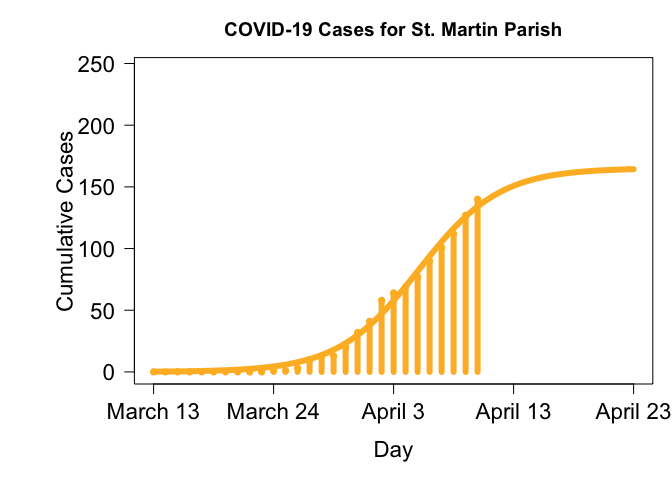 COVID-19 Cases for St. Martin Parish
250
200
150
100
50
0
Cumulative Cases
March 13 March 24 April 3 April 13 April 23
Day